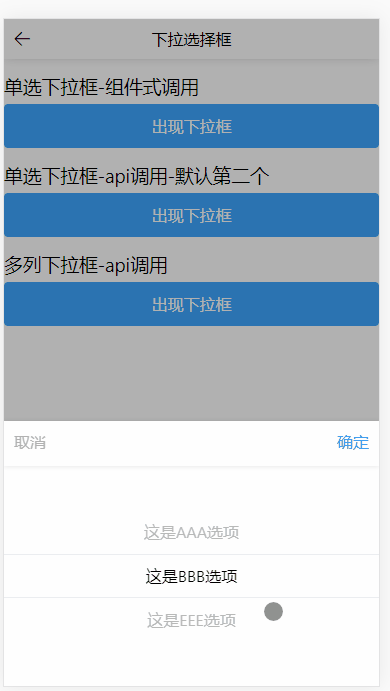 下拉选择框
单选下拉框-组件式调用
出现下拉框
单选下拉框-api调用-默认第二个
出现下拉框
多列下拉框-api调用
出现下拉框
取消 确定
这是AAA选项
这是BBB选项
这是EEE选项